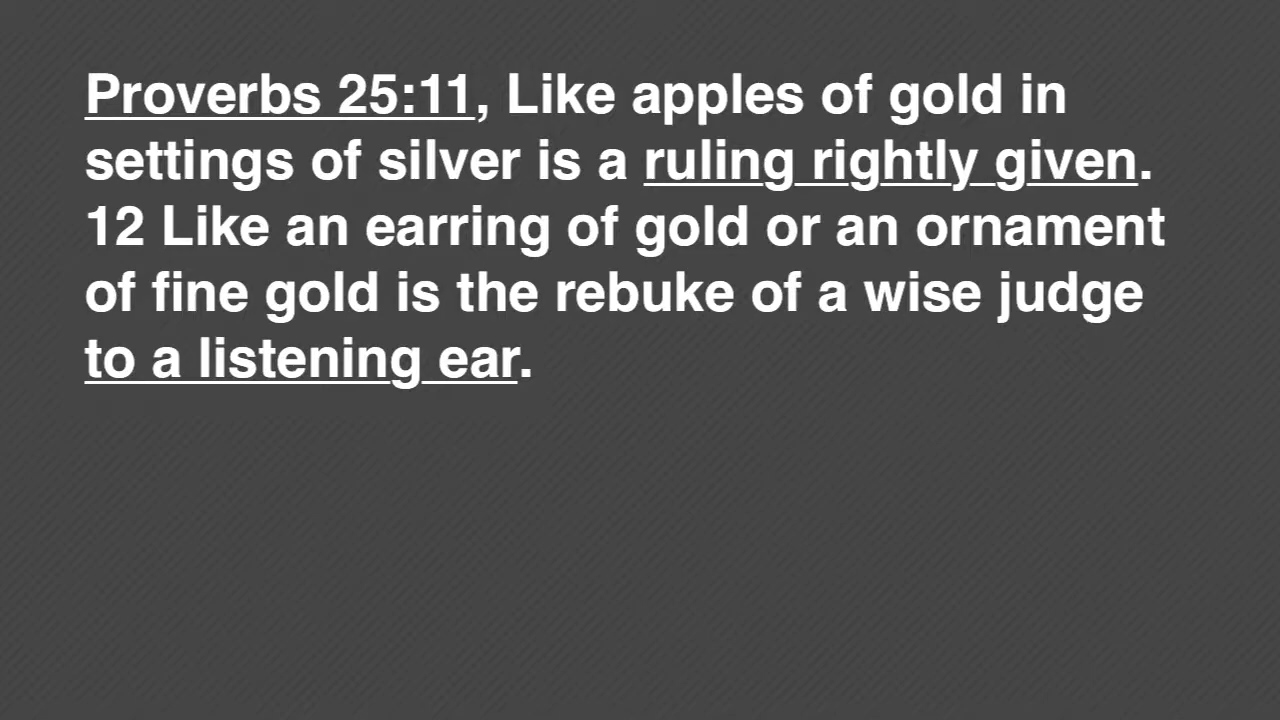 Proverbs 25:11, Like apples of gold in
settings of silver is a ruling rightly given.
12 Like an earring of gold or an ornament
of fine gold is the rebuke of a wise judge
to a listening ear.